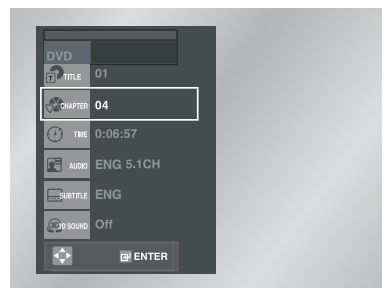 DVD
TITLE 01
CHAPTER 04
TIME 0:06:57
AUDIO ENG 5.1CH
SUBTITLE ENG
3D SOUND Off
ENTER